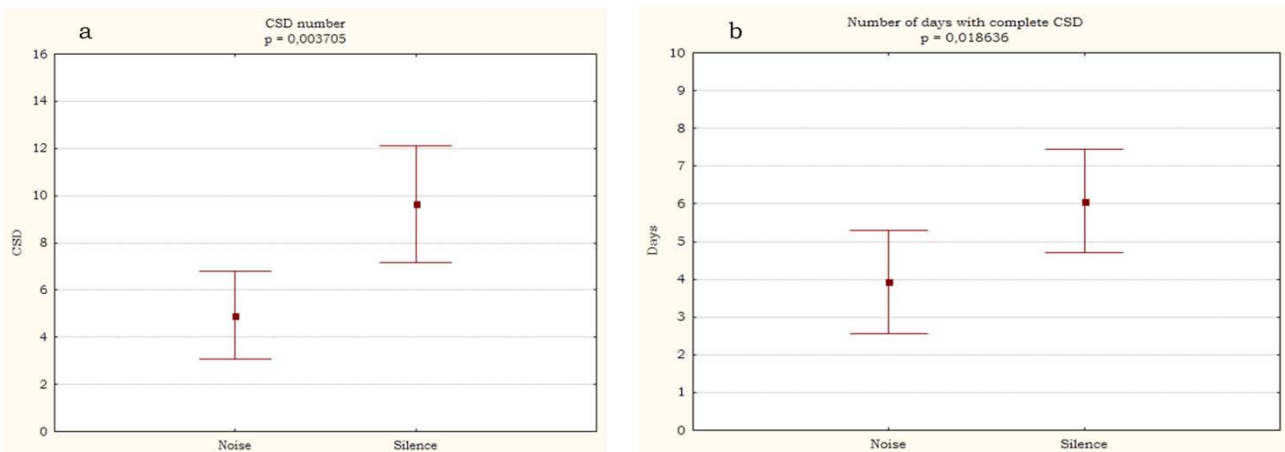 a
CSD number
p = 0,003705
16
14
12
10
8
6
4
2
0
CSD
Noise Silence
b
Number of days with complete CSD
p = 0,018636
10
9
8
7
6
5
4
3
2
1
0
Days
Noise Silence